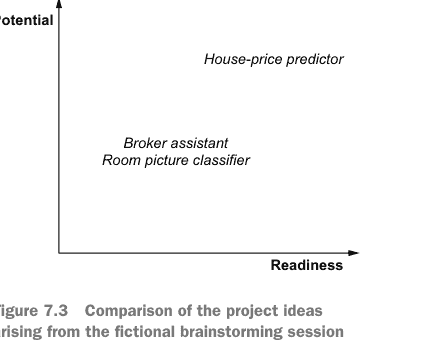 Potential
House-price predictor
Broker assistant
Room picture classifier
Readiness
igure 7.3 Comparison of the project ideas
rising from the fictional brainstorming session